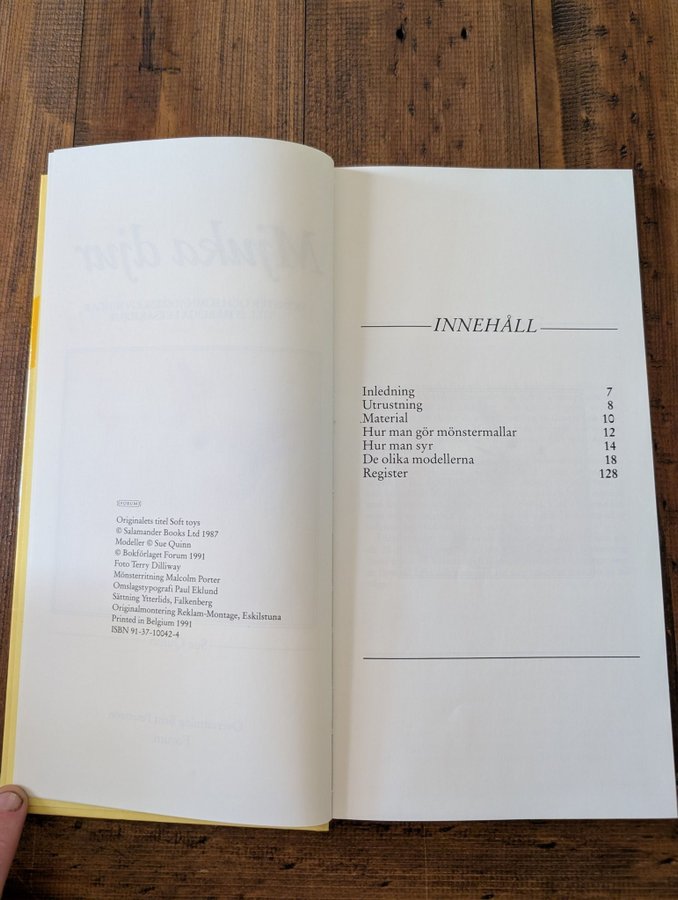 FORUM
Originalets titel Soft toys
© Salamander Books Ltd 1987
Modeller © Sue Quinn
© Bokförlaget Forum 1991
Foto Terry Dilliway
Mönsterritning Malcolm Porter
Omslagstypografi Paul Eklund
Sättning Ytterlids, Falkenberg
Originalmontering Reklam-Montage, Eskilstuna
Printed in Belgium 1991
ISBN 91-37-10042-4
INNEHÅLL
Inledning 7
Utrustning 8
Material 10
Hur man gör mönstermallar 12
Hur man syr 14
De olika modellerna 18
Register 128
Mjuka djur